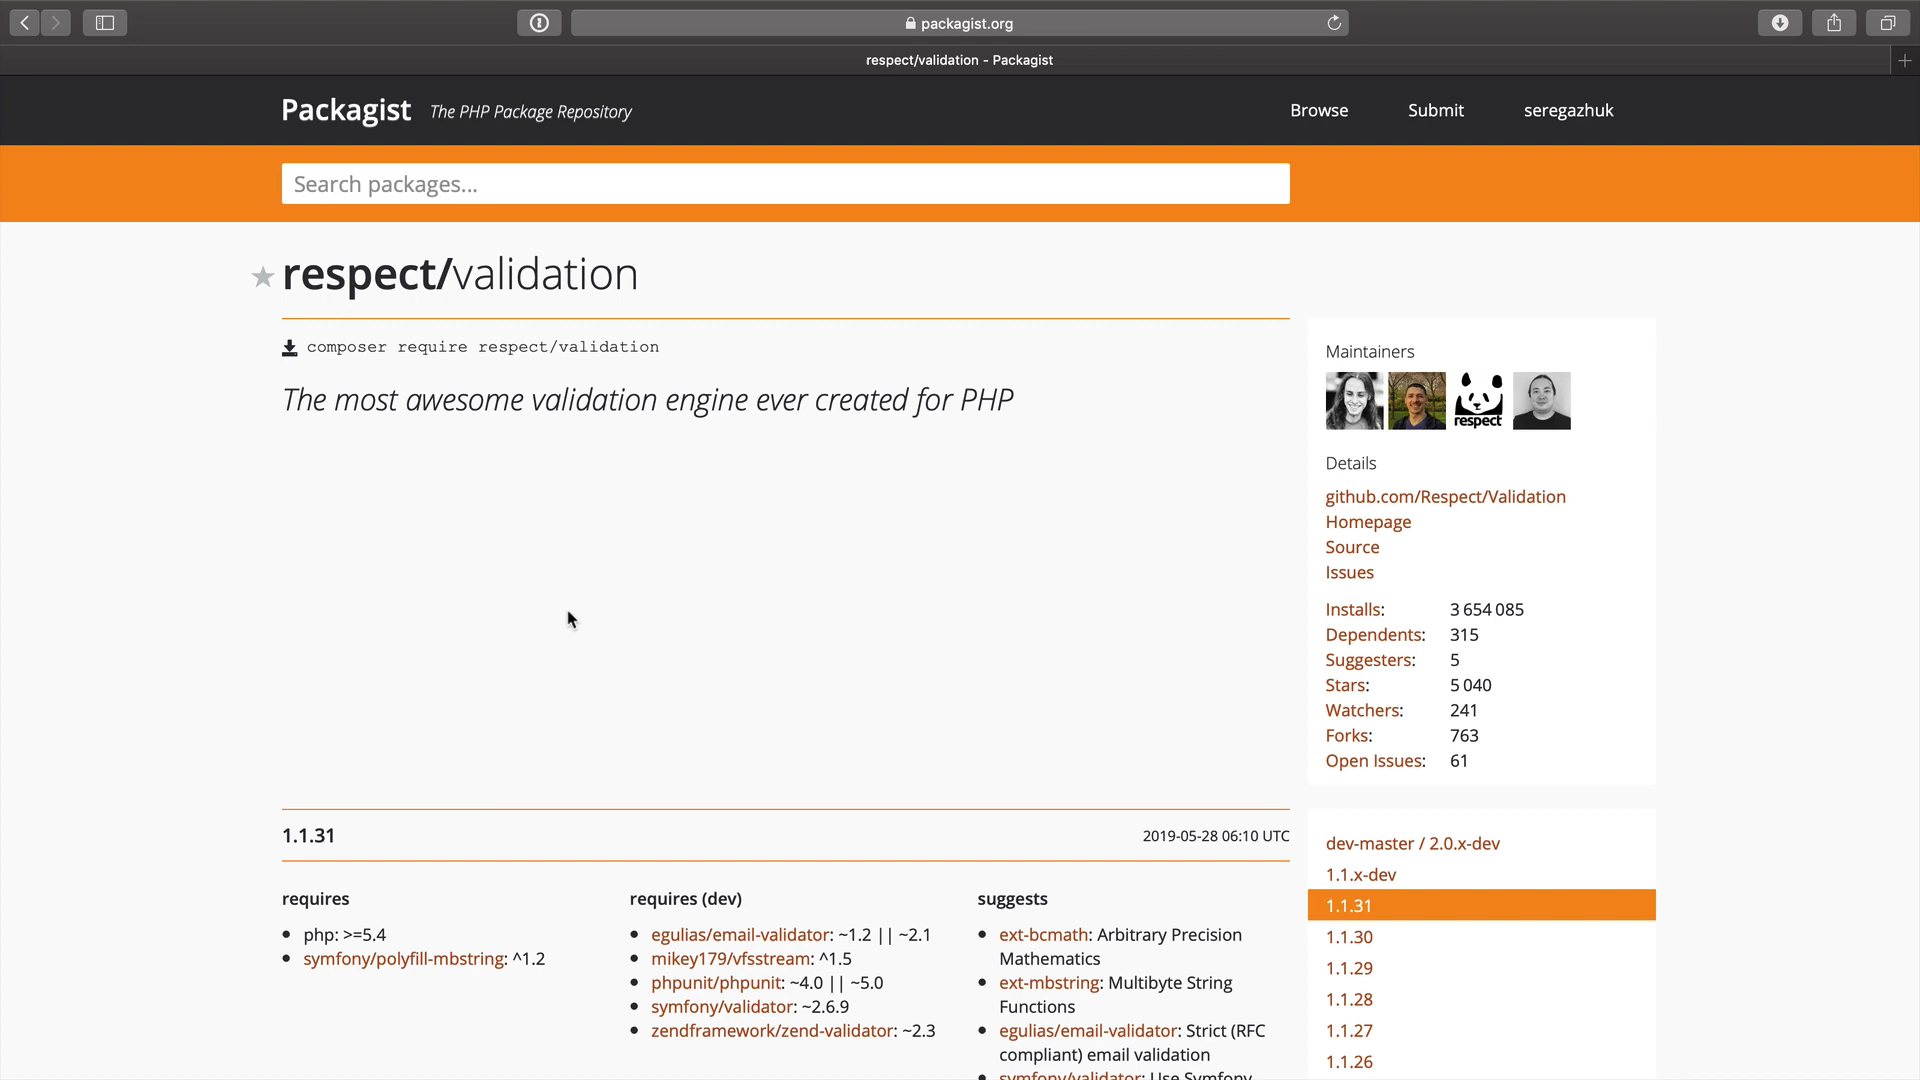 packagist.org
respect/validation - Packagist
Packagist The PHP Package Repository
Browse Submit seregazhuk
Search packages...
respect/validation
composer require respect/validation
The most awesome validation engine ever created for PHP
Maintainers
respect
Details
github.com/Respect/Validation
Homepage
Source
Issues
Installs: 3 654 085
Dependents: 315
Suggesters: 5
Stars: 5 040
Watchers: 241
Forks: 763
Open Issues: 61
1.1.31 2019-05-28 06:10 UTC
requires
php: >=5.4
symfony/polyfill-mbstring: ^1.2
requires (dev)
egulias/email-validator: ~1.2 || ~2.1
mikey179/vfsstream: ^1.5
phpunit/phpunit: ~4.0 || ~5.0
symfony/validator: ~2.6.9
zendframework/zend-validator: ~2.3
suggests
ext-bcmath: Arbitrary Precision
Mathematics
ext-mbstring: Multibyte String
Functions
egulias/email-validator: Strict (RFC
compliant) email validation
symfony/validator: Use Symfony
dev-master / 2.0.x-dev
1.1.x-dev
1.1.31
1.1.30
1.1.29
1.1.28
1.1.27
1.1.26